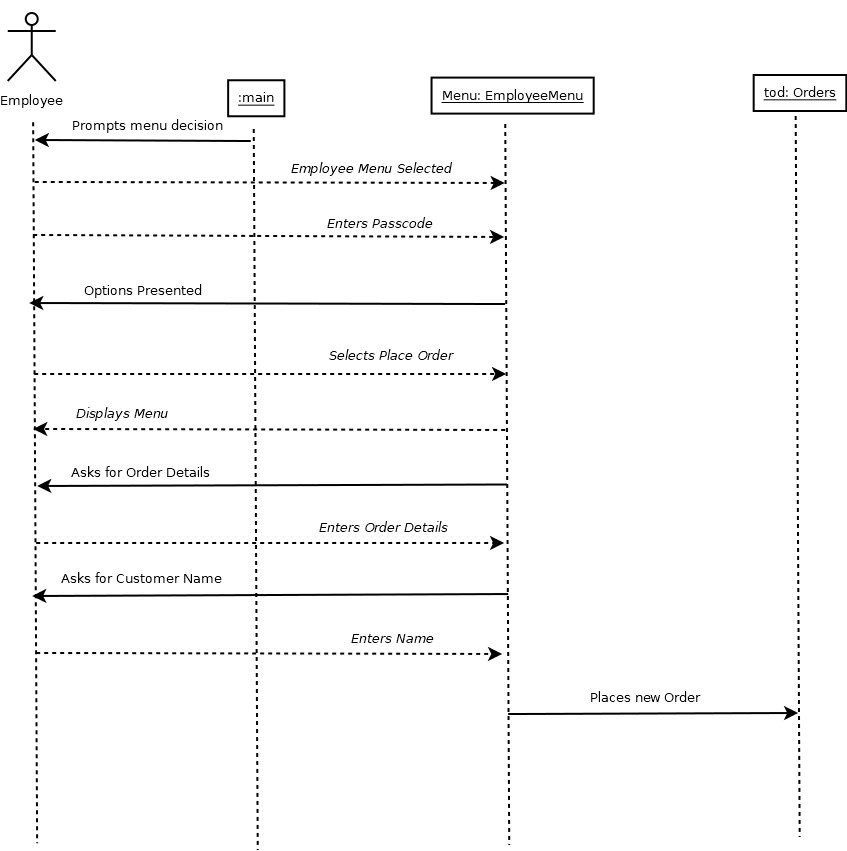 Employee
:main
Menu: EmployeeMenu
tod: Orders
Prompts menu decision
Employee Menu Selected
Enters Passcode
Options Presented
Selects Place Order
Displays Menu
Asks for Order Details
Enters Order Details
Asks for Customer Name
Enters Name
Places new Order